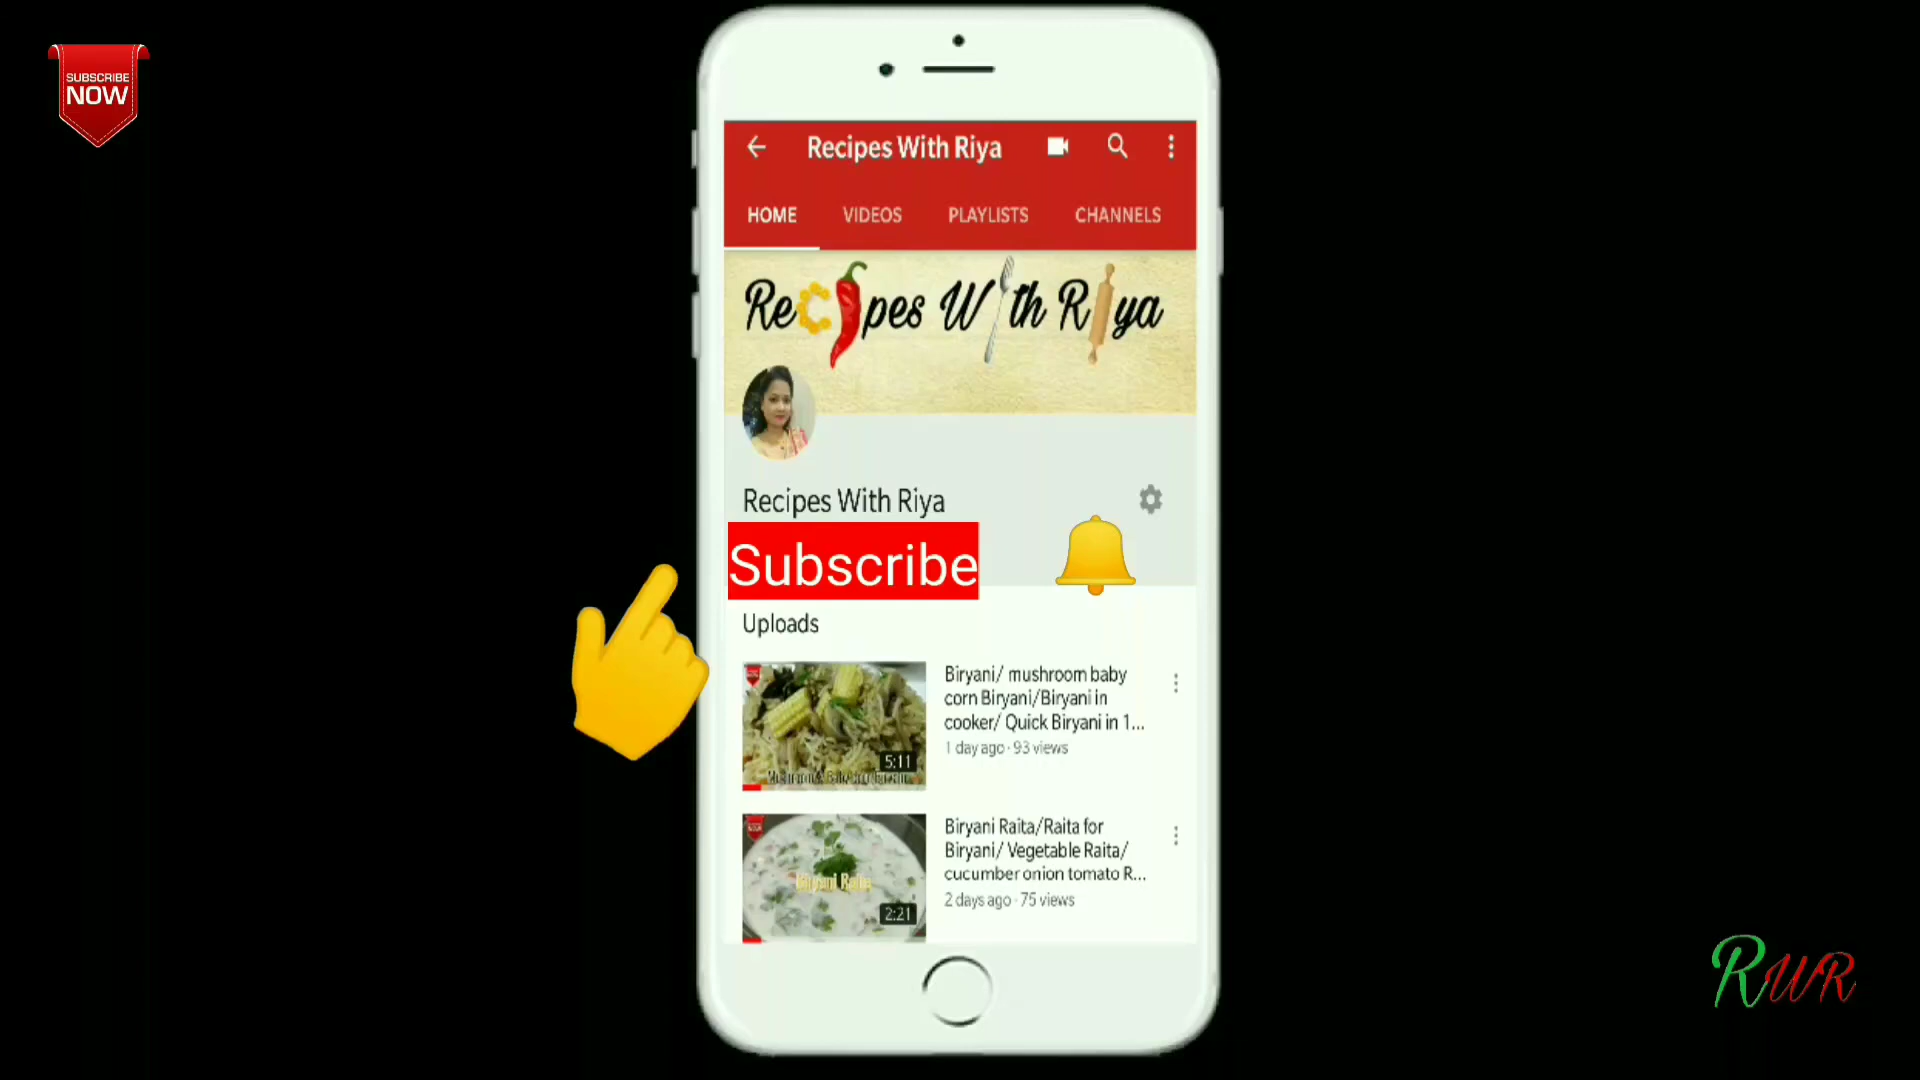 SUBSCRIBE
NOW
Recipes With Riya
HOME VIDEOS PLAYLISTS CHANNELS
Recipes With Riya
Recipes With Riya
Subscribe
Uploads
Biryani/ mushroom baby
corn Biryani/Biryani in
cooker/ Quick Biryani in 1...
1 day ago · 93 views
5:11
Biryani Raita/Raita for
Biryani/ Vegetable Raita/
cucumber onion tomato R...
2 days ago · 75 views
Biryani Raita
2:21
RWR